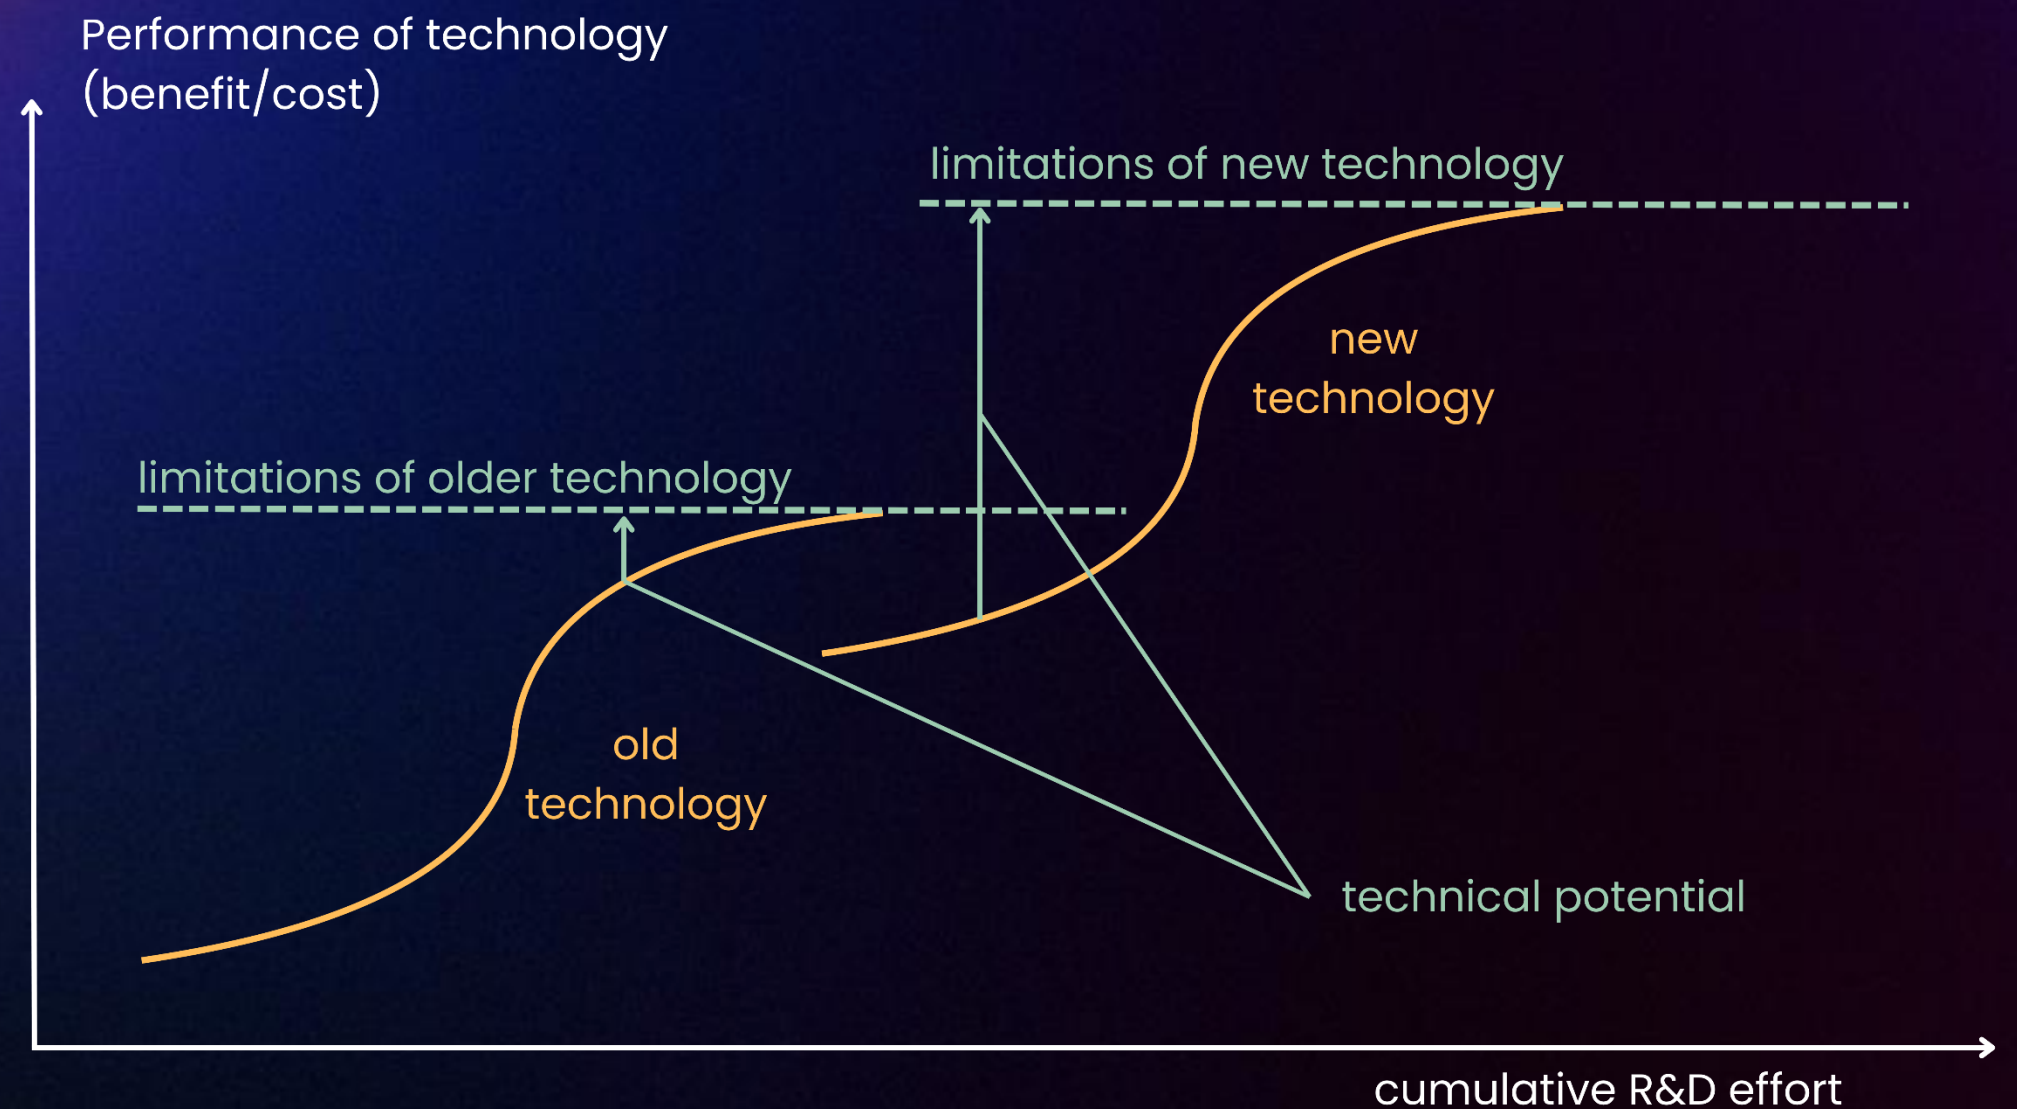 Performance of technology
(benefit/cost)
limitations of new technology
new
technology
limitations of older technology
old
technology
technical potential
cumulative R&D effort